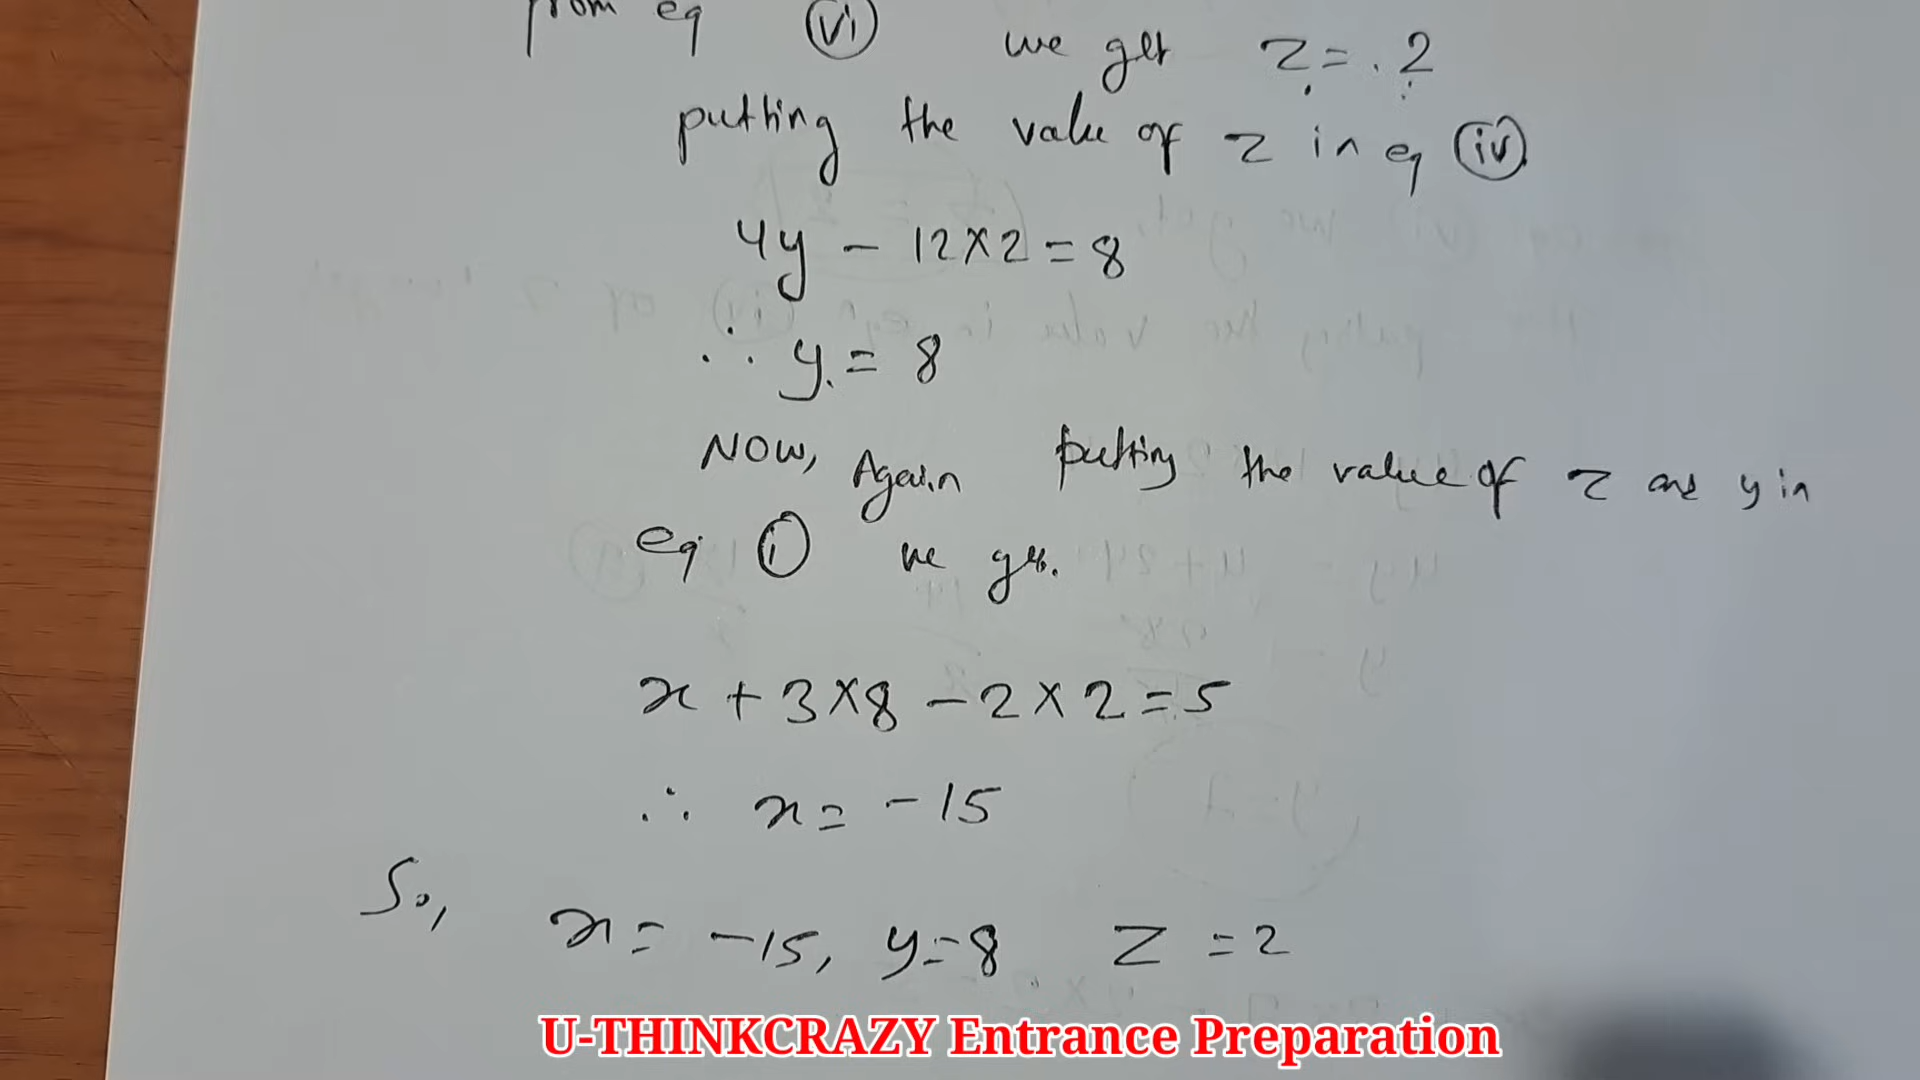 from eq (vi) we get z = . 2
putting the value of z in eq (iv)
4y - 12×2 = 8
∴ y. = 8
NOW, Again putting the value of z and y in
eq (i) we get.
x + 3×8 - 2×2 = 5
∴ x = -15
So, x = -15, y = 8 z = 2
U-THINKCRAZY Entrance Preparation